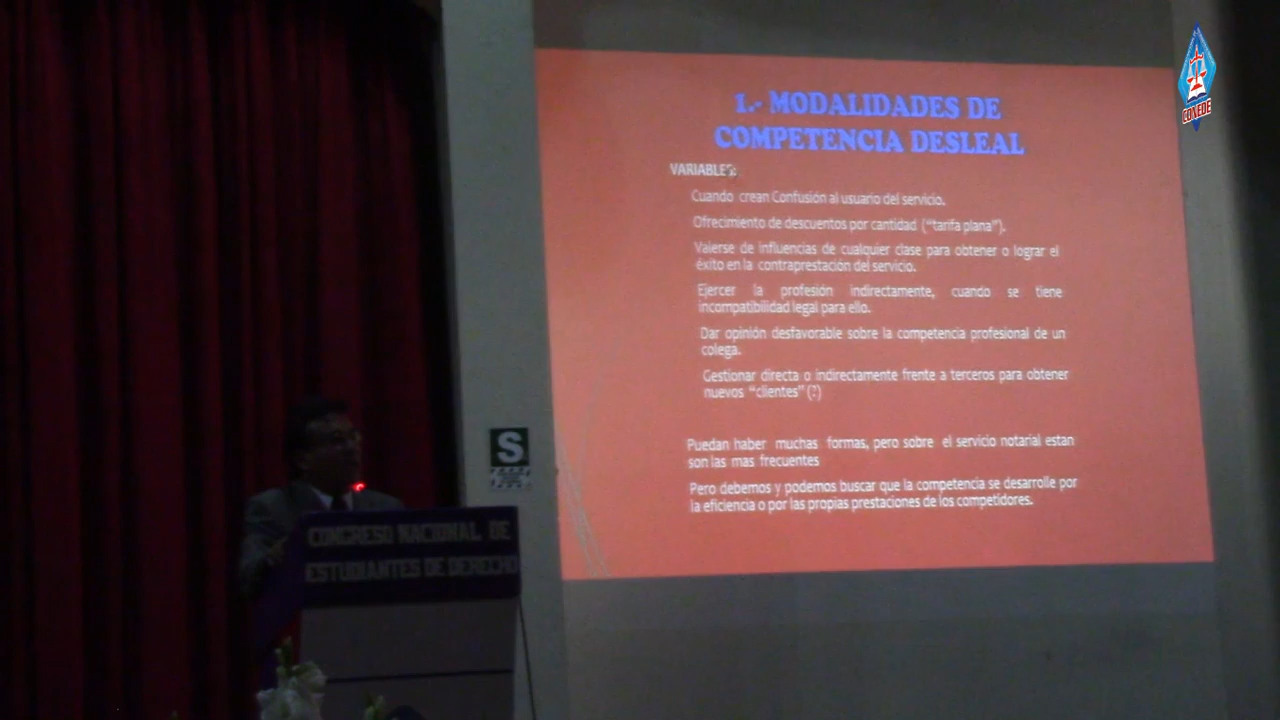 1.- MODALIDADES DE
COMPETENCIA DESLEAL
VARIABLES:
Cuando crean Confusión al usuario del servicio.
Ofrecimiento de descuentos por cantidad ("tarifa plana").
Valerse de influencias de cualquier clase para obtener o lograr el
éxito en la contraprestación del servicio.
Ejercer la profesión indirectamente, cuando se tiene
incompatibilidad legal para ello.
Dar opinión desfavorable sobre la competencia profesional de un
colega.
Gestionar directa o indirectamente frente a terceros para obtener
nuevos "clientes" (?)
Puedan haber muchas formas, pero sobre el servicio notarial estan
son las mas frecuentes
Pero debemos y podemos buscar que la competencia se desarrolle por
la eficiencia o por las propias prestaciones de los competidores.
CONEDE
S
CONGRESO NACIONAL DE
ESTUDIANTES DE DERECHO